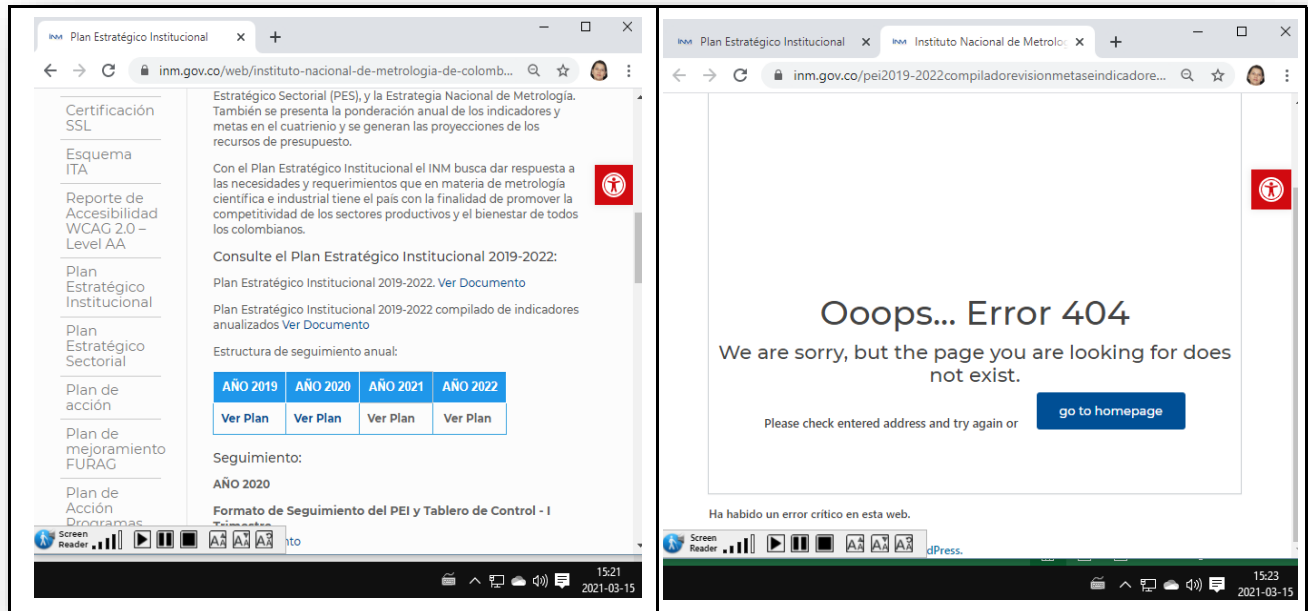 Plan Estratégico Institucional
inm.gov.co/web/instituto-nacional-de-metrologia-de-colomb...
Certificación
SSL
Esquema
ITA
Reporte de
Accesibilidad
WCAG 2.0 –
Level AA
Plan
Estratégico
Institucional
Plan
Estratégico
Sectorial
Plan de
acción
Plan de
mejoramiento
FURAG
Plan de
Acción
Programas
Estratégico Sectorial (PES), y la Estrategia Nacional de Metrología.
También se presenta la ponderación anual de los indicadores y
metas en el cuatrienio y se generan las proyecciones de los
recursos de presupuesto.
Con el Plan Estratégico Institucional el INM busca dar respuesta a
las necesidades y requerimientos que en materia de metrología
científica e industrial tiene el país con la finalidad de promover la
competitividad de los sectores productivos y el bienestar de todos
los colombianos.
Consulte el Plan Estratégico Institucional 2019-2022:
Plan Estratégico Institucional 2019-2022. Ver Documento
Plan Estratégico Institucional 2019-2022 compilado de indicadores
anualizados Ver Documento
Estructura de seguimiento anual:
AÑO 2019 AÑO 2020 AÑO 2021 AÑO 2022
Ver Plan Ver Plan Ver Plan Ver Plan
Seguimiento:
AÑO 2020
Formato de Seguimiento del PEI y Tablero de Control - I
Trimestre
nto
Screen
Reader
15:21
2021-03-15
INM Plan Estratégico Institucional INM Instituto Nacional de Metrolo
inm.gov.co/pei2019-2022compiladorevisionmetaseindicadore...
Ooops... Error 404
We are sorry, but the page you are looking for does
not exist.
Please check entered address and try again or go to homepage
Ha habido un error crítico en esta web.
Screen
Reader
dPress.
15:23
2021-03-15